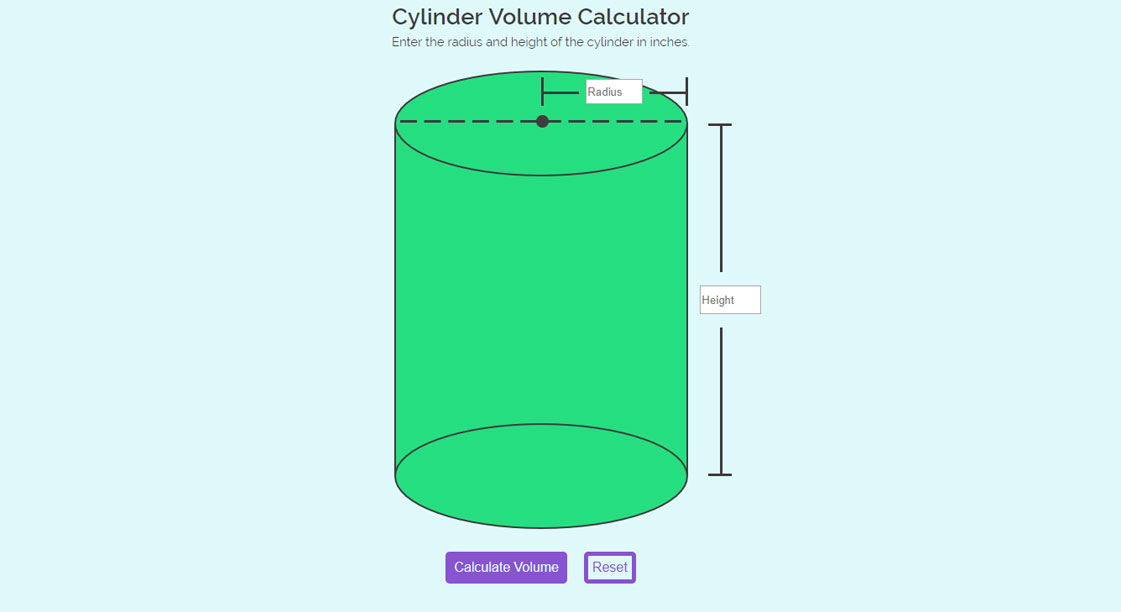 Cylinder Volume Calculator
Enter the radius and height of the cylinder in inches.
Radius
Height
Calculate Volume
Reset